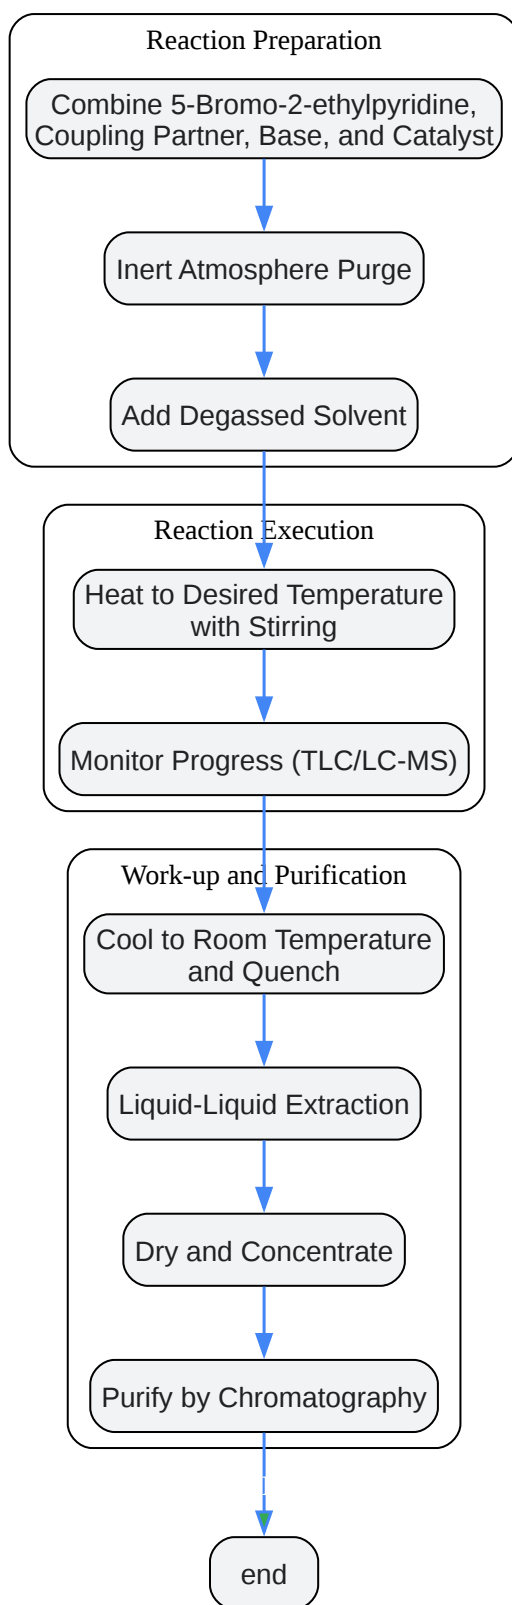 Reaction Preparation
Combine 5-Bromo-2-ethylpyridine,
Coupling Partner, Base, and Catalyst
Inert Atmosphere Purge
Add Degassed Solvent
Reaction Execution
Heat to Desired Temperature
with Stirring
Monitor Progress (TLC/LC-MS)
Work-up and Purification
Cool to Room Temperature
and Quench
Liquid-Liquid Extraction
Dry and Concentrate
Purify by Chromatography
end